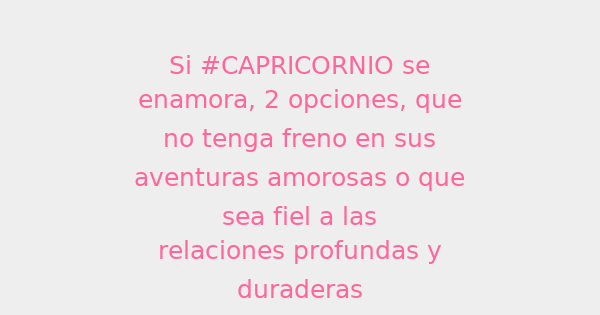 Si #CAPRICORNIO se
enamora, 2 opciones, que
no tenga freno en sus
aventuras amorosas o que
sea fiel a las
relaciones profundas y
duraderas